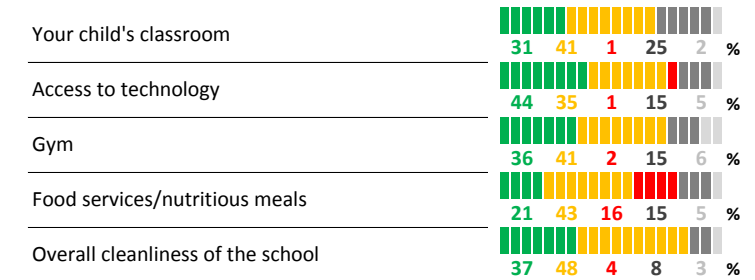 Your child's classroom
31 41 1 25 2 %
Access to technology
44 35 1 15 5 %
Gym
36 41 2 15 6 %
Food services/nutritious meals
21 43 16 15 5 %
Overall cleanliness of the school
37 48 4 8 3 %